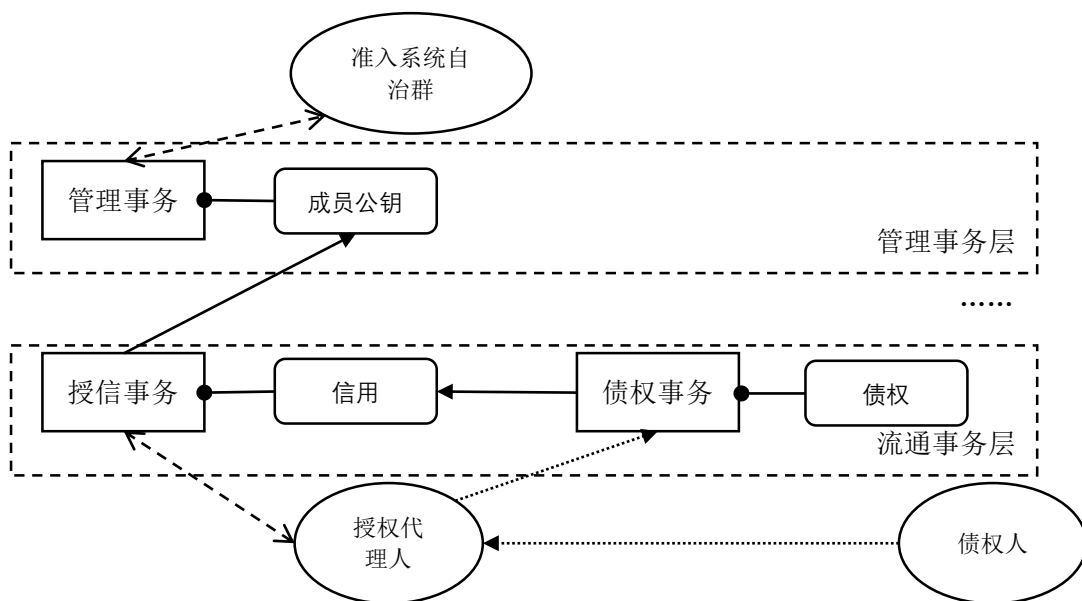 准入系统自
治群
管理事务
成员公钥
管理事务层
……
授信事务
信用
债权事务
债权
流通事务层
授权代
理人
债权人